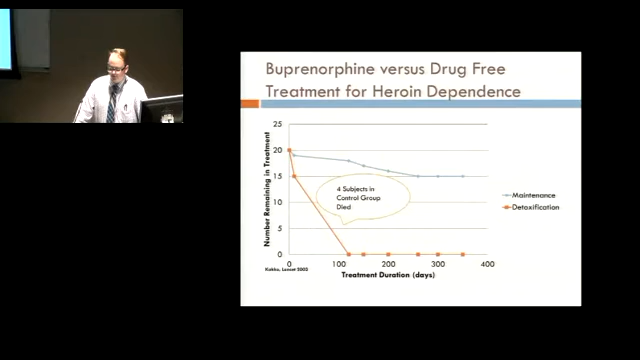 Buprenorphine versus Drug Free
Treatment for Heroin Dependence
Number Remaining in Treatment
25
20
15
10
5
0
4 Subjects in
Control Group
Died
Maintenance
Detoxification
0
100
200
300
400
Treatment Duration (days)
Kakko, Lancet 2003